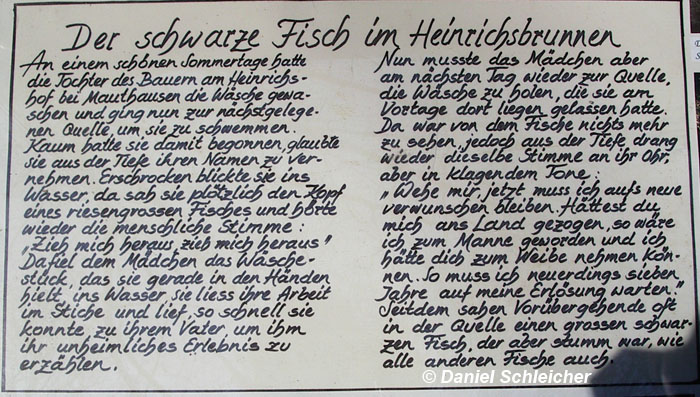 Der schwarze Fisch im Heinrichsbrunnen
An einem schönen Sommertage hatte
die Tochter des Bauern am Heinrichs-
hof bei Mauthausen die Wäsche gewa-
schen und ging nun zur nächstgelege-
nen Quelle, um sie zu schwemmen.
Kaum hatte sie damit begonnen, glaubte
sie aus der Tiefe ihren Namen zu ver-
nehmen. Erschrocken blickte sie ins
Wasser, da sah sie plötzlich den Kopf
eines riesengrossen Fisches und hörte
wieder die menschliche Stimme:
"Zieh mich heraus, zieh mich heraus"
Da fiel dem Mädchen das Wäsche-
stück, das sie gerade in den Händen
hielt, ins Wasser, sie liess ihre Arbeit
im Stiche und lief, so schnell sie
konnte, zu ihrem Vater, um ihm
ihr unheimliches Erlebnis zu
erzählen.
Nun musste das Mädchen aber
am nächsten Tag wieder zur Quelle,
die Wäsche zu holen, die sie am
Vortage dort liegen gelassen hatte.
Da war von dem Fische nichts mehr
zu sehen, jedoch aus der Tiefe drang
wieder dieselbe Stimme an ihr Ohr,
aber in klagendem Tone:
"Wehe mir, jetzt muss ich aufs neue
verwunschen bleiben. Hättest du
mich ans Land gezogen, so wäre
ich zum Manne geworden und ich
hätte dich zum Weibe nehmen kön-
nen. So muss ich neuerdings sieben
Jahre auf meine Erlösung warten."
Seitdem sahen Vorübergehende oft
in der Quelle einen grossen schwar-
zen Fisch, der aber stumm war, wie
alle anderen Fische auch.
© Daniel Schleicher